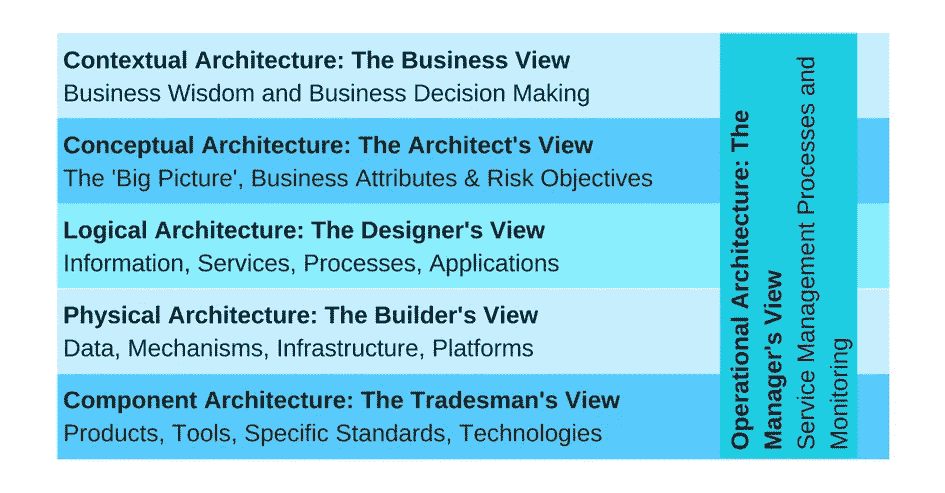 Contextual Architecture: The Business View
Business Wisdom and Business Decision Making
Conceptual Architecture: The Architect's View
The 'Big Picture', Business Attributes & Risk Objectives
Logical Architecture: The Designer's View
Information, Services, Processes, Applications
Physical Architecture: The Builder's View
Data, Mechanisms, Infrastructure, Platforms
Component Architecture: The Tradesman's View
Products, Tools, Specific Standards, Technologies
Operational Architecture: The
Manager's View
Service Management Processes and
Monitoring